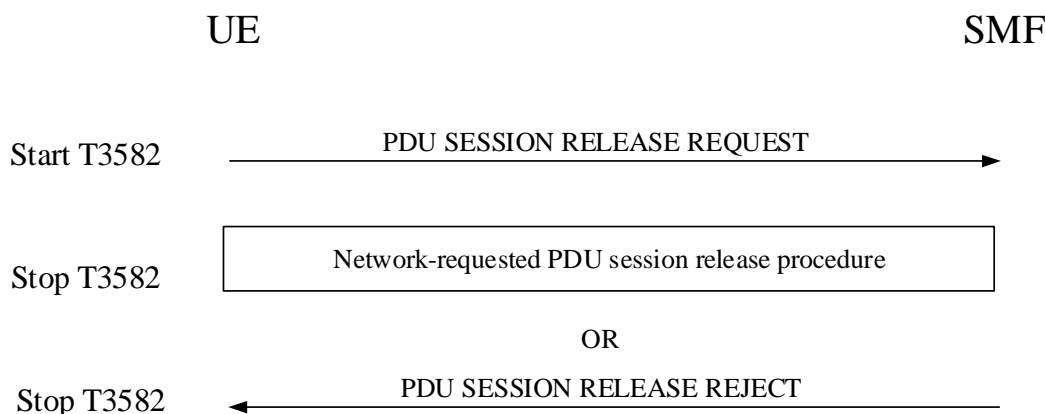 UE
SMF
Start T3582
PDU SESSION RELEASE REQUEST
Stop T3582
Network-requested PDU session release procedure
OR
Stop T3582
PDU SESSION RELEASE REJECT